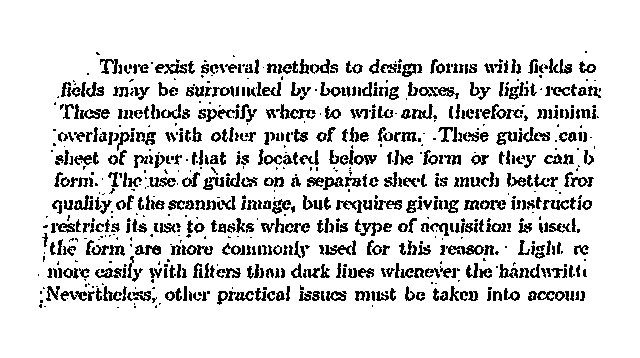 There exist several methods to design forms with fields to
fields may be surrounded by bounding boxes, by light rectan
These methods specify where to write and, therefore, minimi
overlapping with other parts of the form. These guides can
sheet of paper that is located below the form or they can b
form. The use of guides on a separate sheet is much better from
quality of the scanned image, but requires giving more instructio
restricts its use to tasks where this type of acquisition is used.
the form are more commonly used for this reason. Light re
more easily with filters than dark lines whenever the handwritt
Nevertheless, other practical issues must be taken into accoun